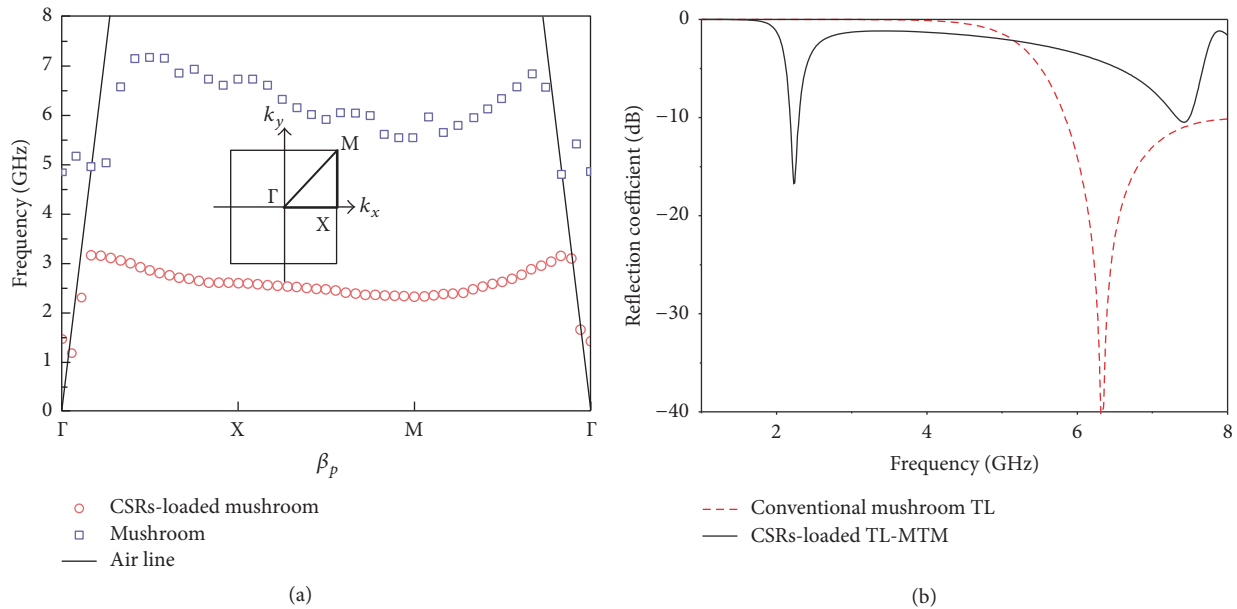 8
7
6
5
4
3
2
1
0
Frequency (GHz)
k_y
M
Γ
X
k_x
Γ
X
M
Γ
β_p
CSRs-loaded mushroom
Mushroom
Air line
(a)
0
−10
−20
−30
−40
Reflection coefficient (dB)
2
4
6
8
Frequency (GHz)
Conventional mushroom TL
CSRs-loaded TL-MTM
(b)